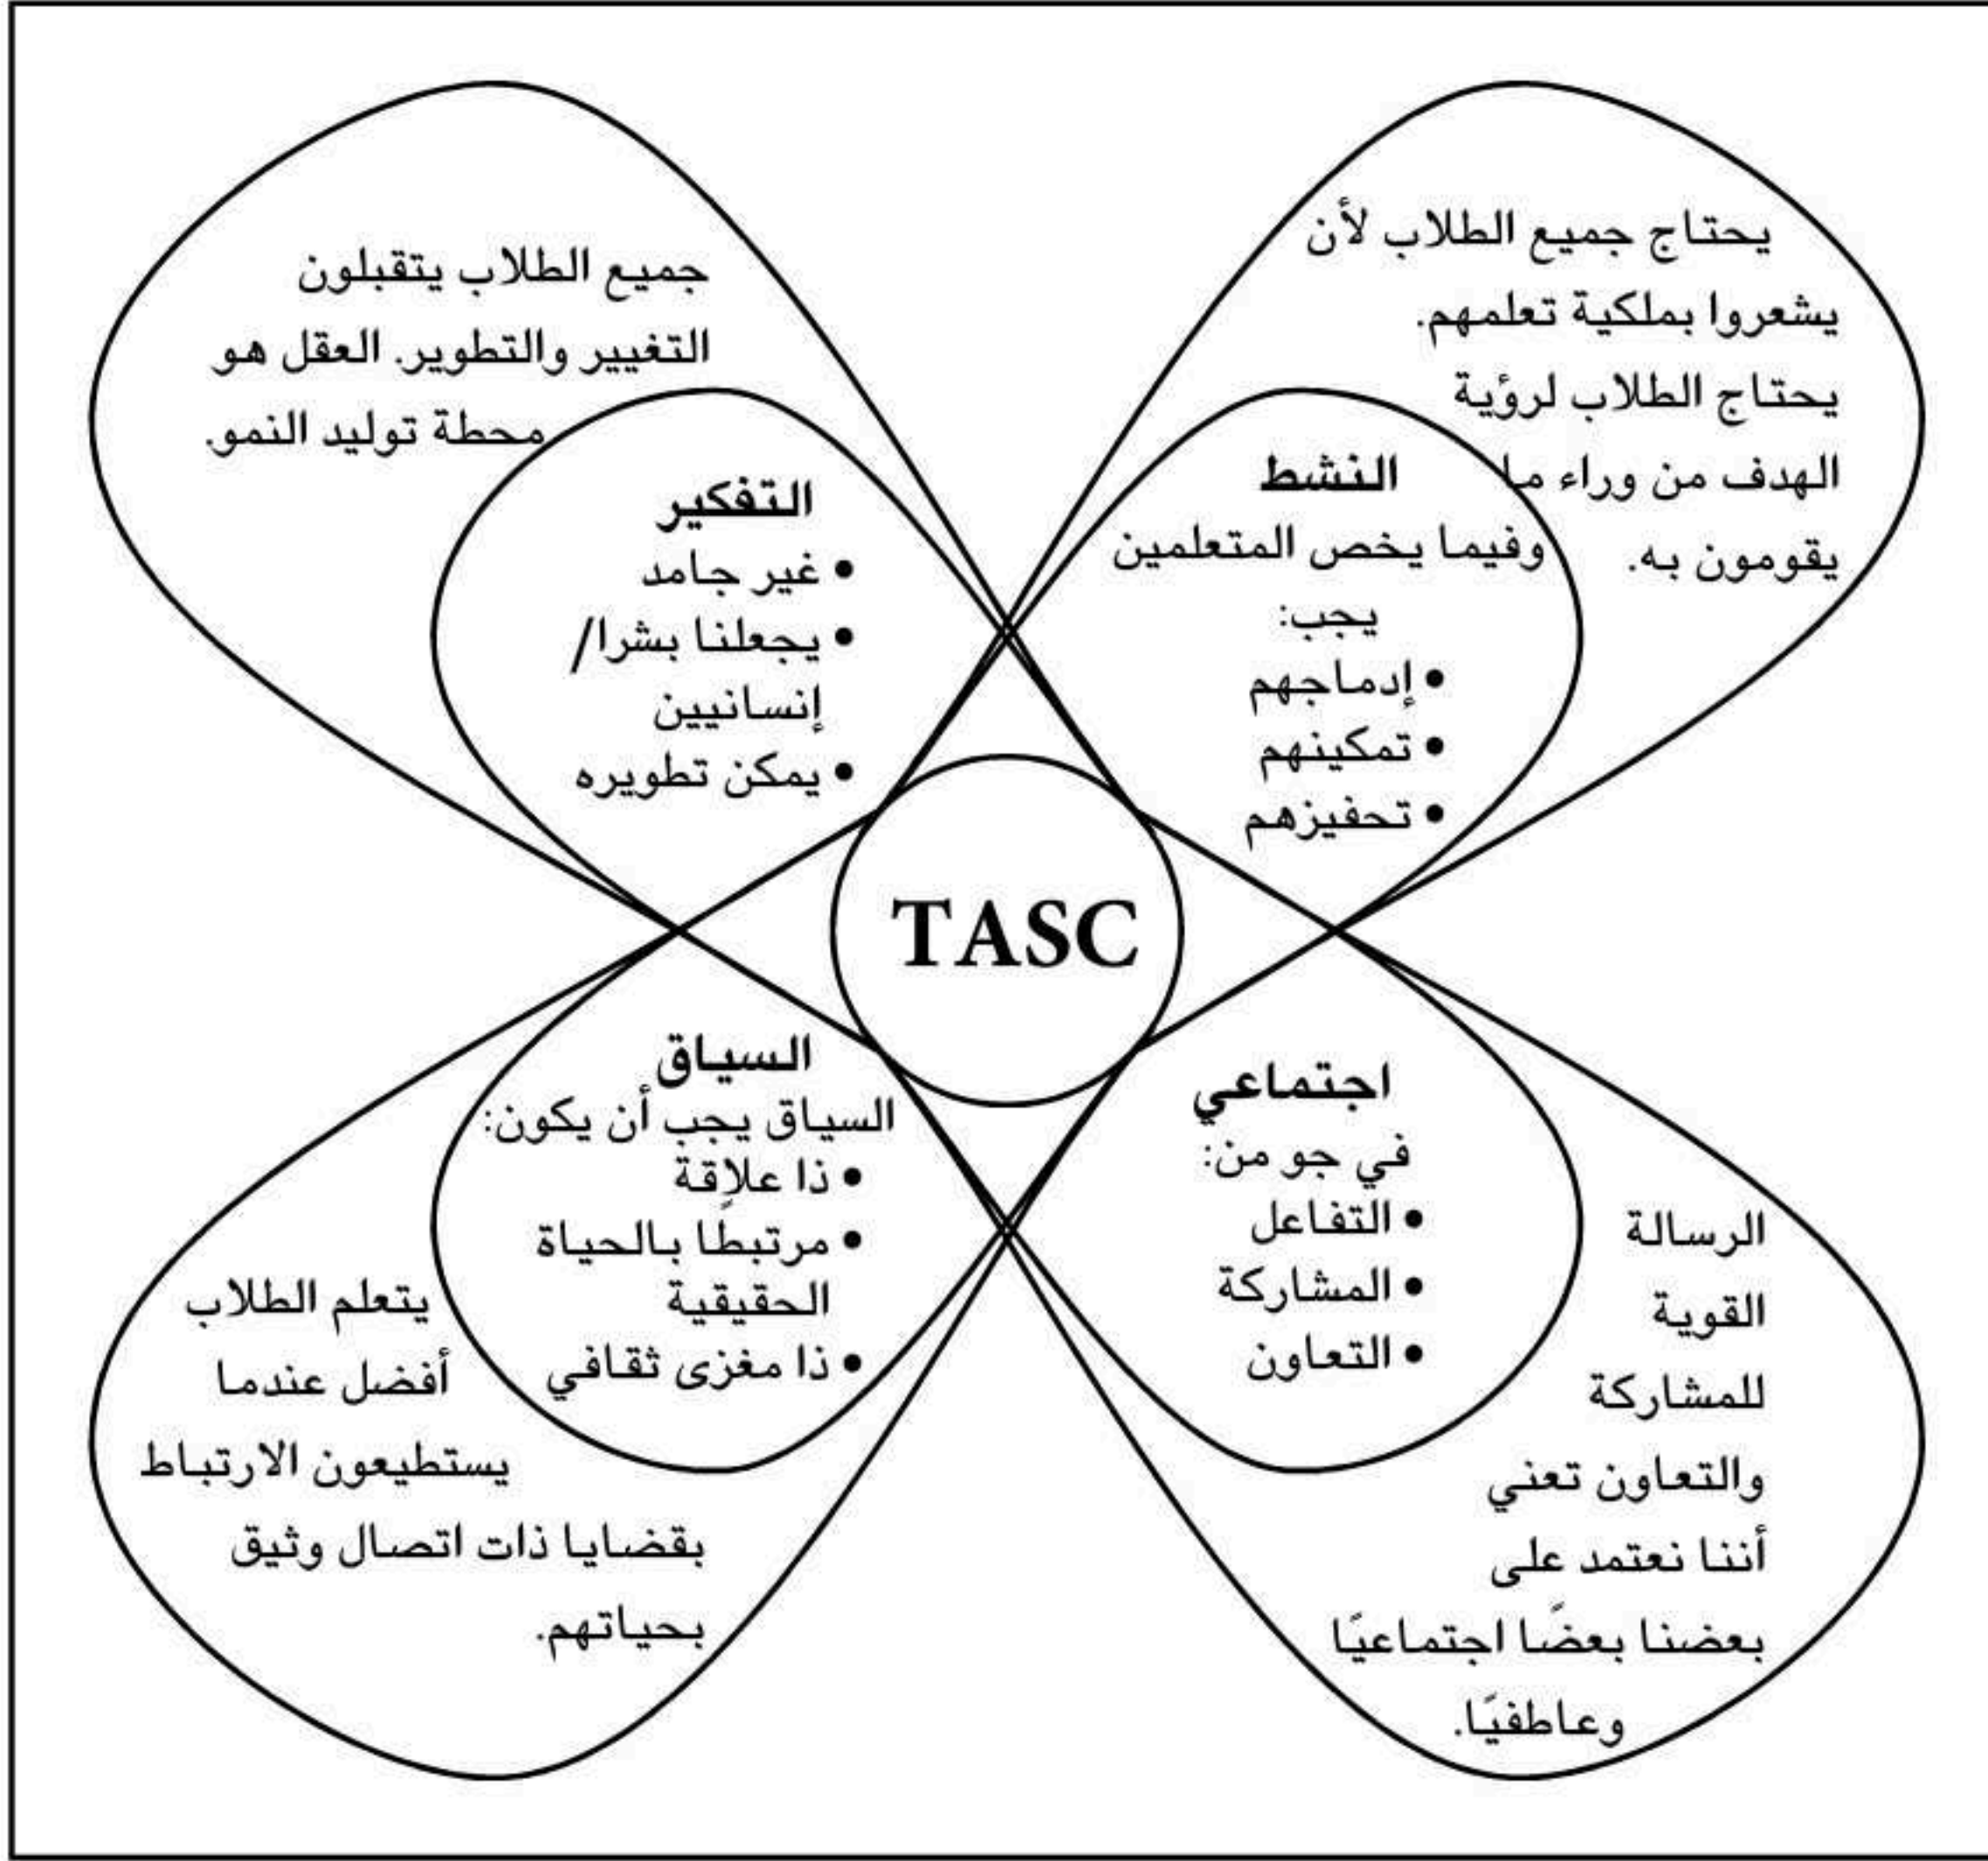 يحتاج جميع الطلاب لأن
يشعروا بملكية تعلمهم.
يحتاج الطلاب لرؤية
الهدف من وراء ما
يقومون به.
النشط
وفيما يخص المتعلمين
يجب:
• إدماجهم
• تمكينهم
• تحفيزهم
جميع الطلاب يتقبلون
التغيير والتطوير. العقل هو
محطة توليد النمو.
التفكير
• غير جامد
• يجعلنا بشرا/
إنسانيين
• يمكن تطويره
TASC
اجتماعي
في جو من:
• التفاعل
• المشاركة
• التعاون
الرسالة
القوية
للمشاركة
والتعاون تعني
أننا نعتمد على
بعضنا بعضًا اجتماعيًا
وعاطفيًا.
السياق
السياق يجب أن يكون:
• ذا علاقة
• مرتبطًا بالحياة
الحقيقية
• ذا مغزى ثقافي
يتعلم الطلاب
أفضل عندما
يستطيعون الارتباط
بقضايا ذات اتصال وثيق
بحياتهم.